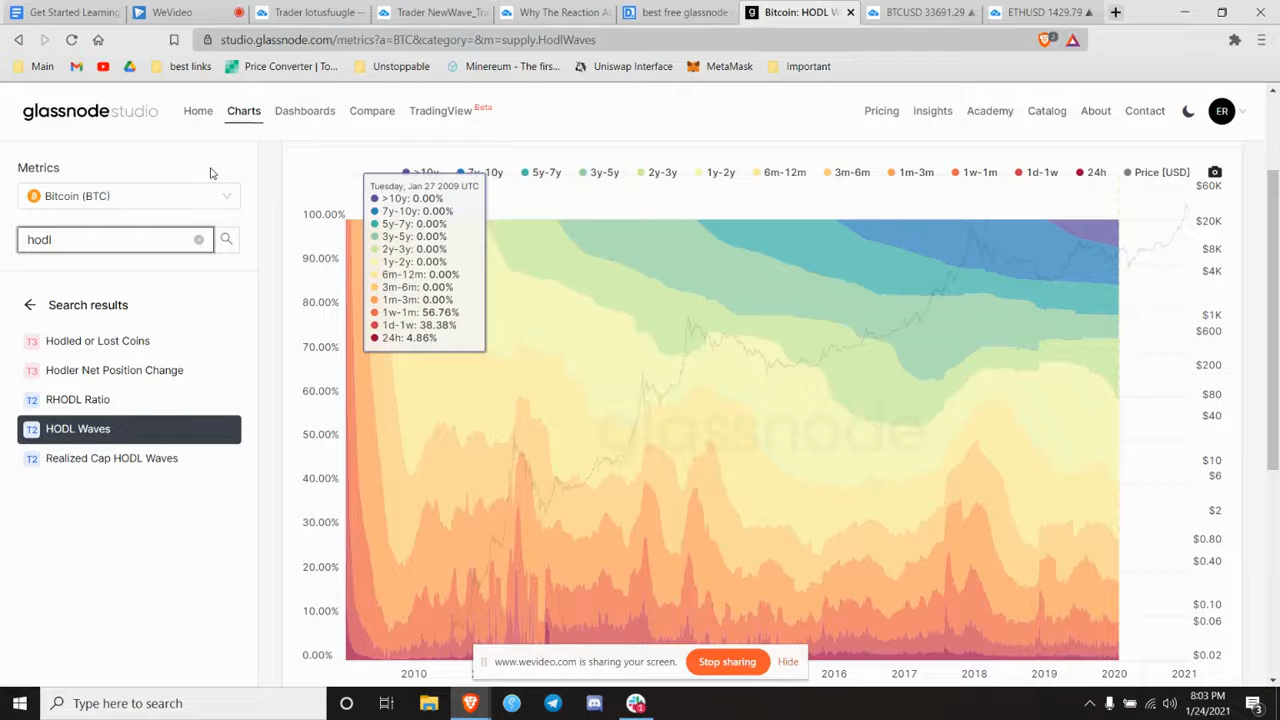 Get Started Learning
WeVideo
Trader lotusfuugle —
Trader NewWave_Tra
Why The Reaction A
best free glassnode
Bitcoin: HODL W
BTCUSD 33691.29 ▲
ETHUSD 1429.79 ▲
studio.glassnode.com/metrics?a=BTC&category=&m=supply.HodlWaves
2
Main
best links
Price Converter | To...
Unstoppable
Minereum - The firs...
Uniswap Interface
MetaMask
Important
glassnodestudio
Home
Charts
Dashboards
Compare
TradingView Beta
Pricing
Insights
Academy
Catalog
About
Contact
ER
Metrics
Bitcoin (BTC)
hodl
Search results
T3 Hodled or Lost Coins
T3 Hodler Net Position Change
T2 RHODL Ratio
T2 HODL Waves
T2 Realized Cap HODL Waves
>10y
7y-10y
5y-7y
3y-5y
2y-3y
1y-2y
6m-12m
3m-6m
1m-3m
1w-1m
1d-1w
24h
Price [USD]
Tuesday, Jan 27 2009 UTC
>10y: 0.00%
7y-10y: 0.00%
5y-7y: 0.00%
3y-5y: 0.00%
2y-3y: 0.00%
1y-2y: 0.00%
6m-12m: 0.00%
3m-6m: 0.00%
1m-3m: 0.00%
1w-1m: 56.76%
1d-1w: 38.38%
24h: 4.86%
100.00%
90.00%
80.00%
70.00%
60.00%
50.00%
40.00%
30.00%
20.00%
10.00%
0.00%
$60K
$20K
$8K
$4K
$1K
$600
$200
$80
$40
$10
$6
$2
$0.80
$0.40
$0.10
$0.06
$0.02
glassnode
2010
2016
2017
2018
2019
2020
2021
www.wevideo.com is sharing your screen.
Stop sharing
Hide
Type here to search
1
8:03 PM
1/24/2021
3